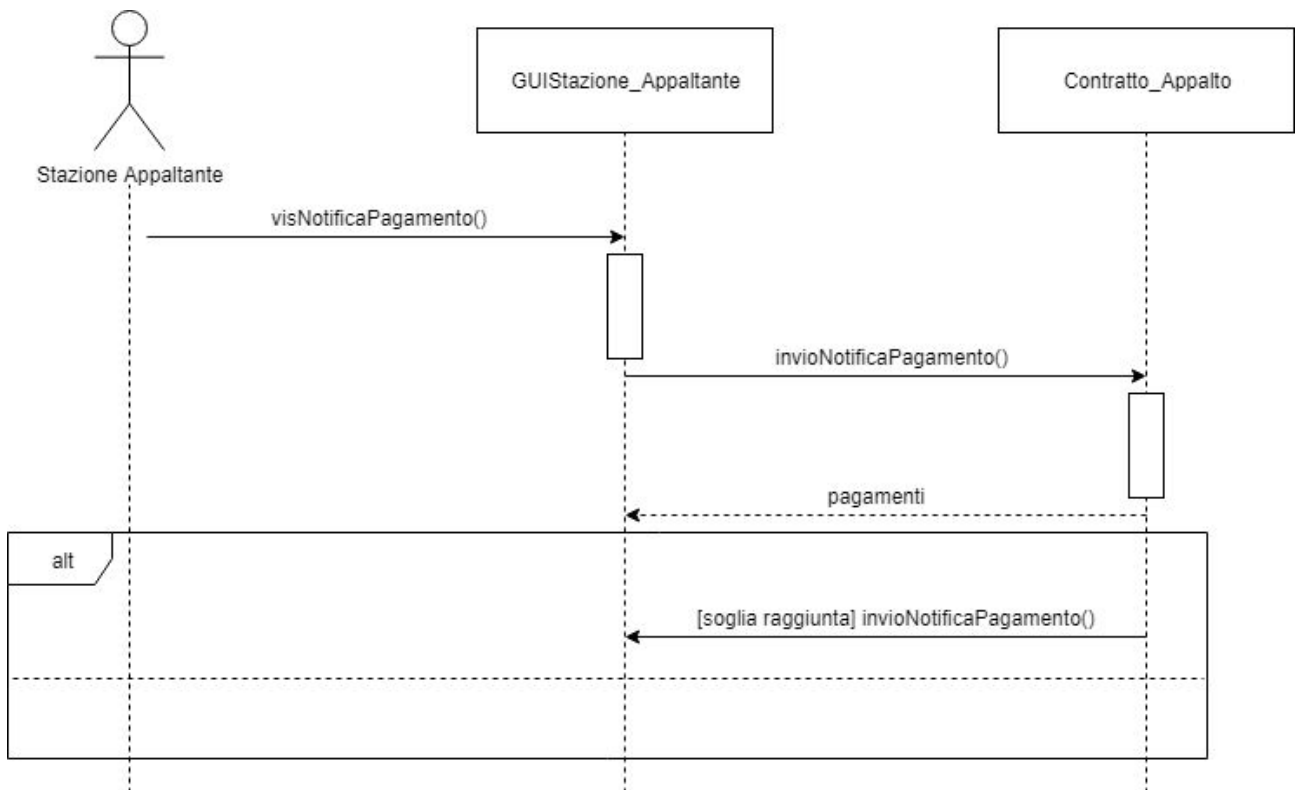 GUIStazione_Appaltante
Contratto_Appalto
Stazione Appaltante
visNotificaPagamento()
invioNotificaPagamento()
pagamenti
alt
[soglia raggiunta] invioNotificaPagamento()